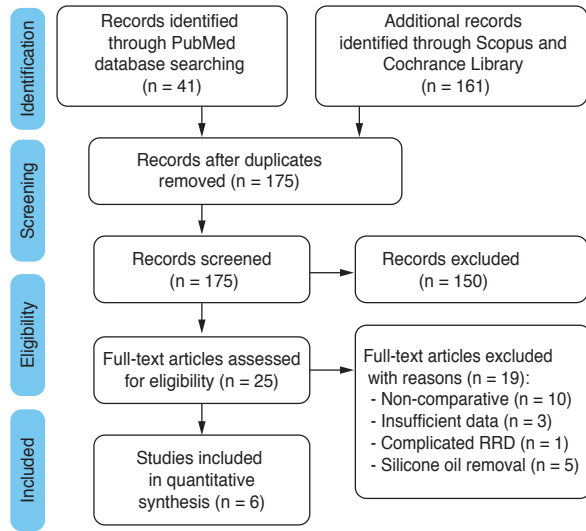 Identification
Records identified
through PubMed
database searching
(n = 41)
Additional records
identified through Scopus and
Cochrance Library
(n = 161)
Screening
Records after duplicates
removed (n = 175)
Records screened
(n = 175)
Records excluded
(n = 150)
Eligibility
Full-text articles assessed
for eligibility (n = 25)
Full-text articles excluded
with reasons (n = 19):
- Non-comparative (n = 10)
- Insufficient data (n = 3)
- Complicated RRD (n = 1)
- Silicone oil removal (n = 5)
Included
Studies included
in quantitative
synthesis (n = 6)